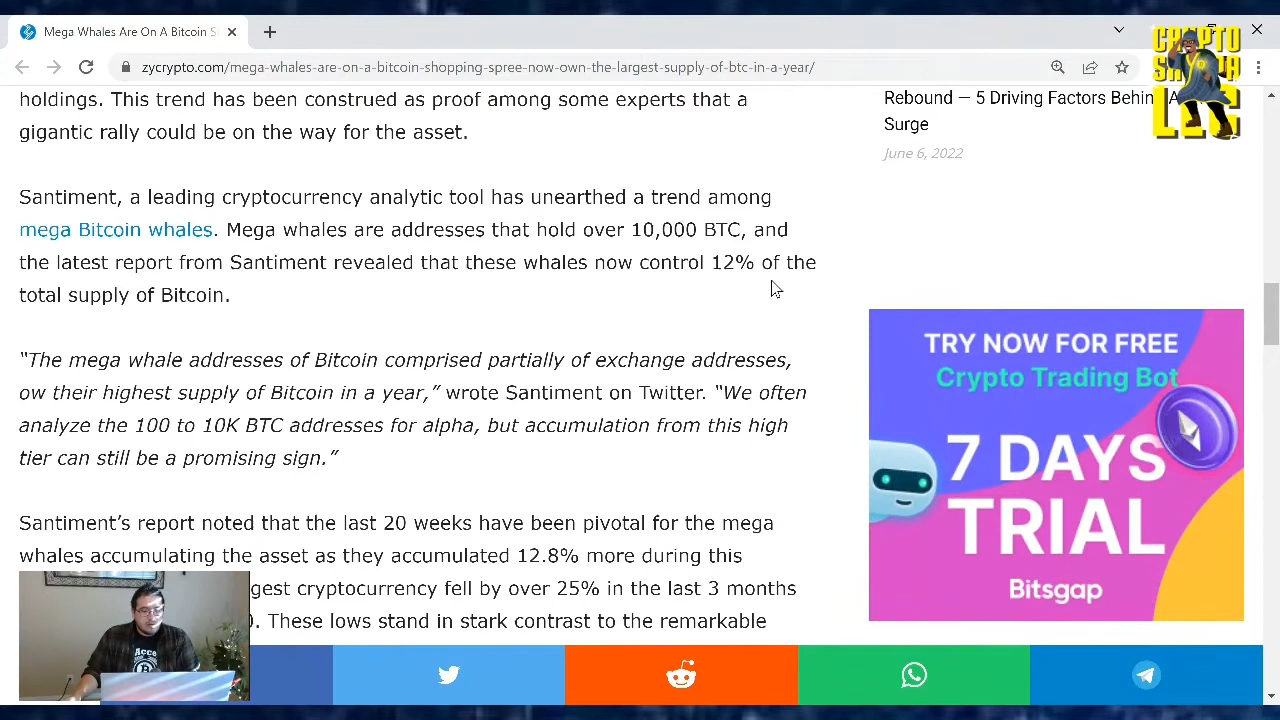 Mega Whales Are On A Bitcoin S
zycrypto.com/mega-whales-are-on-a-bitcoin-shopping-spree-now-own-the-largest-supply-of-btc-in-a-year/
CRYPTO
LEO
holdings. This trend has been construed as proof among some experts that a
gigantic rally could be on the way for the asset.
Santiment, a leading cryptocurrency analytic tool has unearthed a trend among
mega Bitcoin whales. Mega whales are addresses that hold over 10,000 BTC, and
the latest report from Santiment revealed that these whales now control 12% of the
total supply of Bitcoin.
“The mega whale addresses of Bitcoin comprised partially of exchange addresses,
ow their highest supply of Bitcoin in a year,” wrote Santiment on Twitter. “We often
analyze the 100 to 10K BTC addresses for alpha, but accumulation from this high
tier can still be a promising sign.”
Santiment’s report noted that the last 20 weeks have been pivotal for the mega
whales accumulating the asset as they accumulated 12.8% more during this
gest cryptocurrency fell by over 25% in the last 3 months
. These lows stand in stark contrast to the remarkable
Rebound — 5 Driving Factors Behin
Surge
June 6, 2022
TRY NOW FOR FREE
Crypto Trading Bot
7 DAYS
TRIAL
Bitsgap
Acce